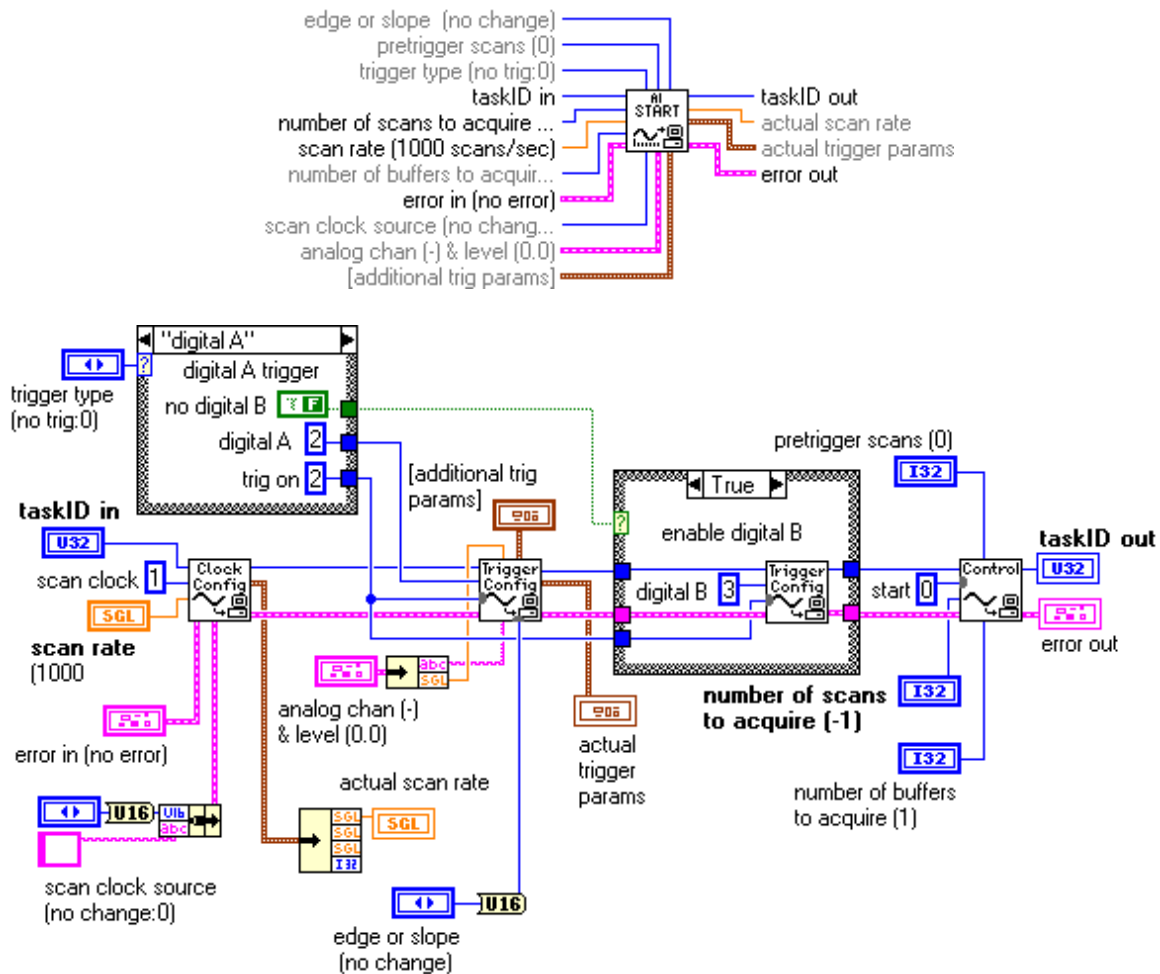 edge or slope (no change)
pretrigger scans (0)
trigger type (no trig:0)
taskID in
number of scans to acquire ...
scan rate (1000 scans/sec)
number of buffers to acquir...
error in (no error)
scan clock source (no chang...
analog chan (-) & level (0.0)
[additional trig params]
AI
START
taskID out
actual scan rate
actual trigger params
error out
"digital A"
?
digital A trigger
no digital B
F
digital A
2
trig on
2
trigger type
(no trig:0)
[additional trig
params]
pretrigger scans (0)
I32
True
?
enable digital B
digital B
3
Trigger
Config
taskID in
U32
scan clock
1
SGL
scan rate
(1000
Clock
Config
Trigger
Config
start
0
Control
taskID out
U32
error out
abc
SGL
analog chan (-)
& level (0.0)
number of scans
to acquire (-1)
I32
I32
number of buffers
to acquire (1)
actual
trigger
params
error in (no error)
U16
U16
abc
scan clock source
(no change:0)
actual scan rate
SGL
SGL
SGL
I32
SGL
edge or slope
(no change)
U16